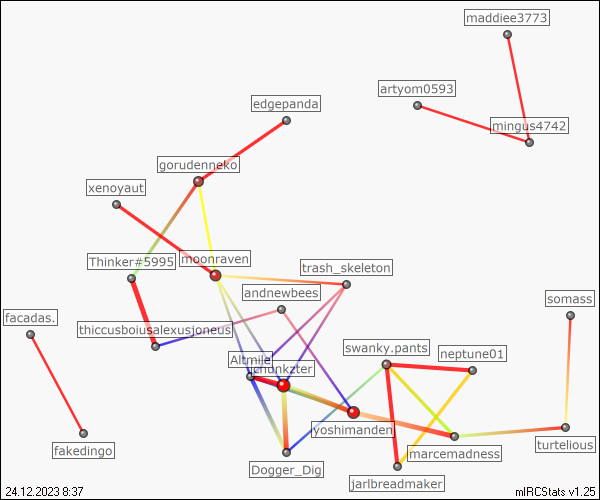 maddiee3773
artyom0593
edgepanda
mingus4742
gorudenneko
xenoyaut
Thinker#5995
moonraven
trash_skeleton
andnewbees
somass
facadas.
thiccusboiusalexusjoneus
swanky.pants
neptune01
Altmile
chonkzter
yoshimanden
marcemadness
turtelious
fakedingo
Dogger_Dig
jarlbreadmaker
24.12.2023 8:37
mIRCStats v1.25